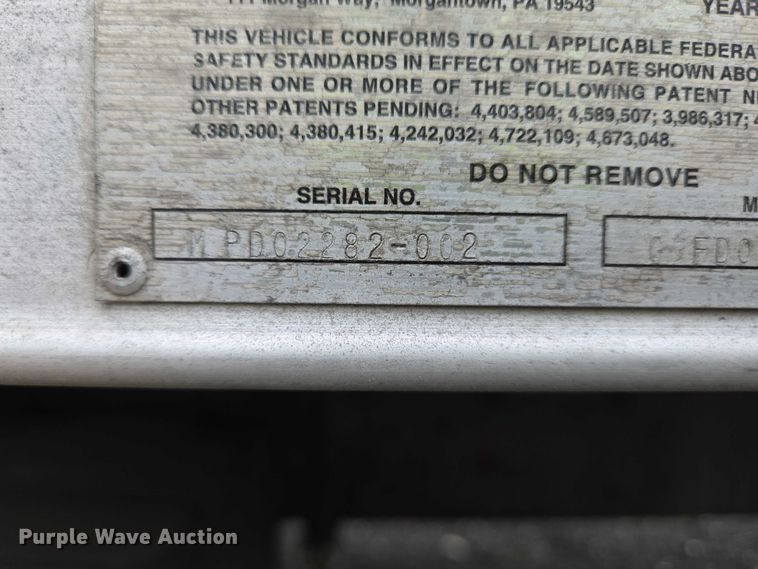 111 Morgan Way, Morgantown, PA 19543
YEAR
THIS VEHICLE CONFORMS TO ALL APPLICABLE FEDERA
SAFETY STANDARDS IN EFFECT ON THE DATE SHOWN ABO
UNDER ONE OR MORE OF THE FOLLOWING PATENT N
OTHER PATENTS PENDING: 4,403,804; 4,589,507; 3,986,317; 4
4,380,300; 4,380,415; 4,242,032; 4,722,109; 4,673,048.
DO NOT REMOVE
SERIAL NO.
M
MPD02282-002
Purple Wave Auction